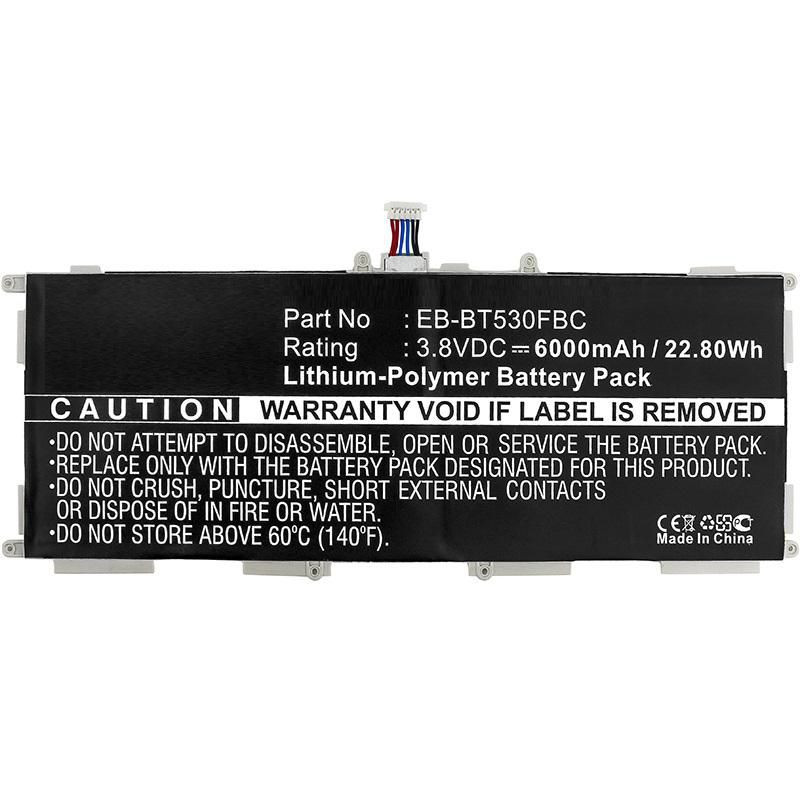 Part No : EB-BT530FBC
Rating : 3.8VDC⎓6000mAh / 22.80Wh
Lithium-Polymer Battery Pack
CAUTION WARRANTY VOID IF LABEL IS REMOVED
•DO NOT ATTEMPT TO DISASSEMBLE, OPEN OR SERVICE THE BATTERY PACK.
•REPLACE ONLY WITH THE BATTERY PACK DESIGNATED FOR THIS PRODUCT.
•DO NOT CRUSH, PUNCTURE, SHORT EXTERNAL CONTACTS
OR DISPOSE OF IN FIRE OR WATER.
•DO NOT STORE ABOVE 60°C (140°F).
CE
Made In China